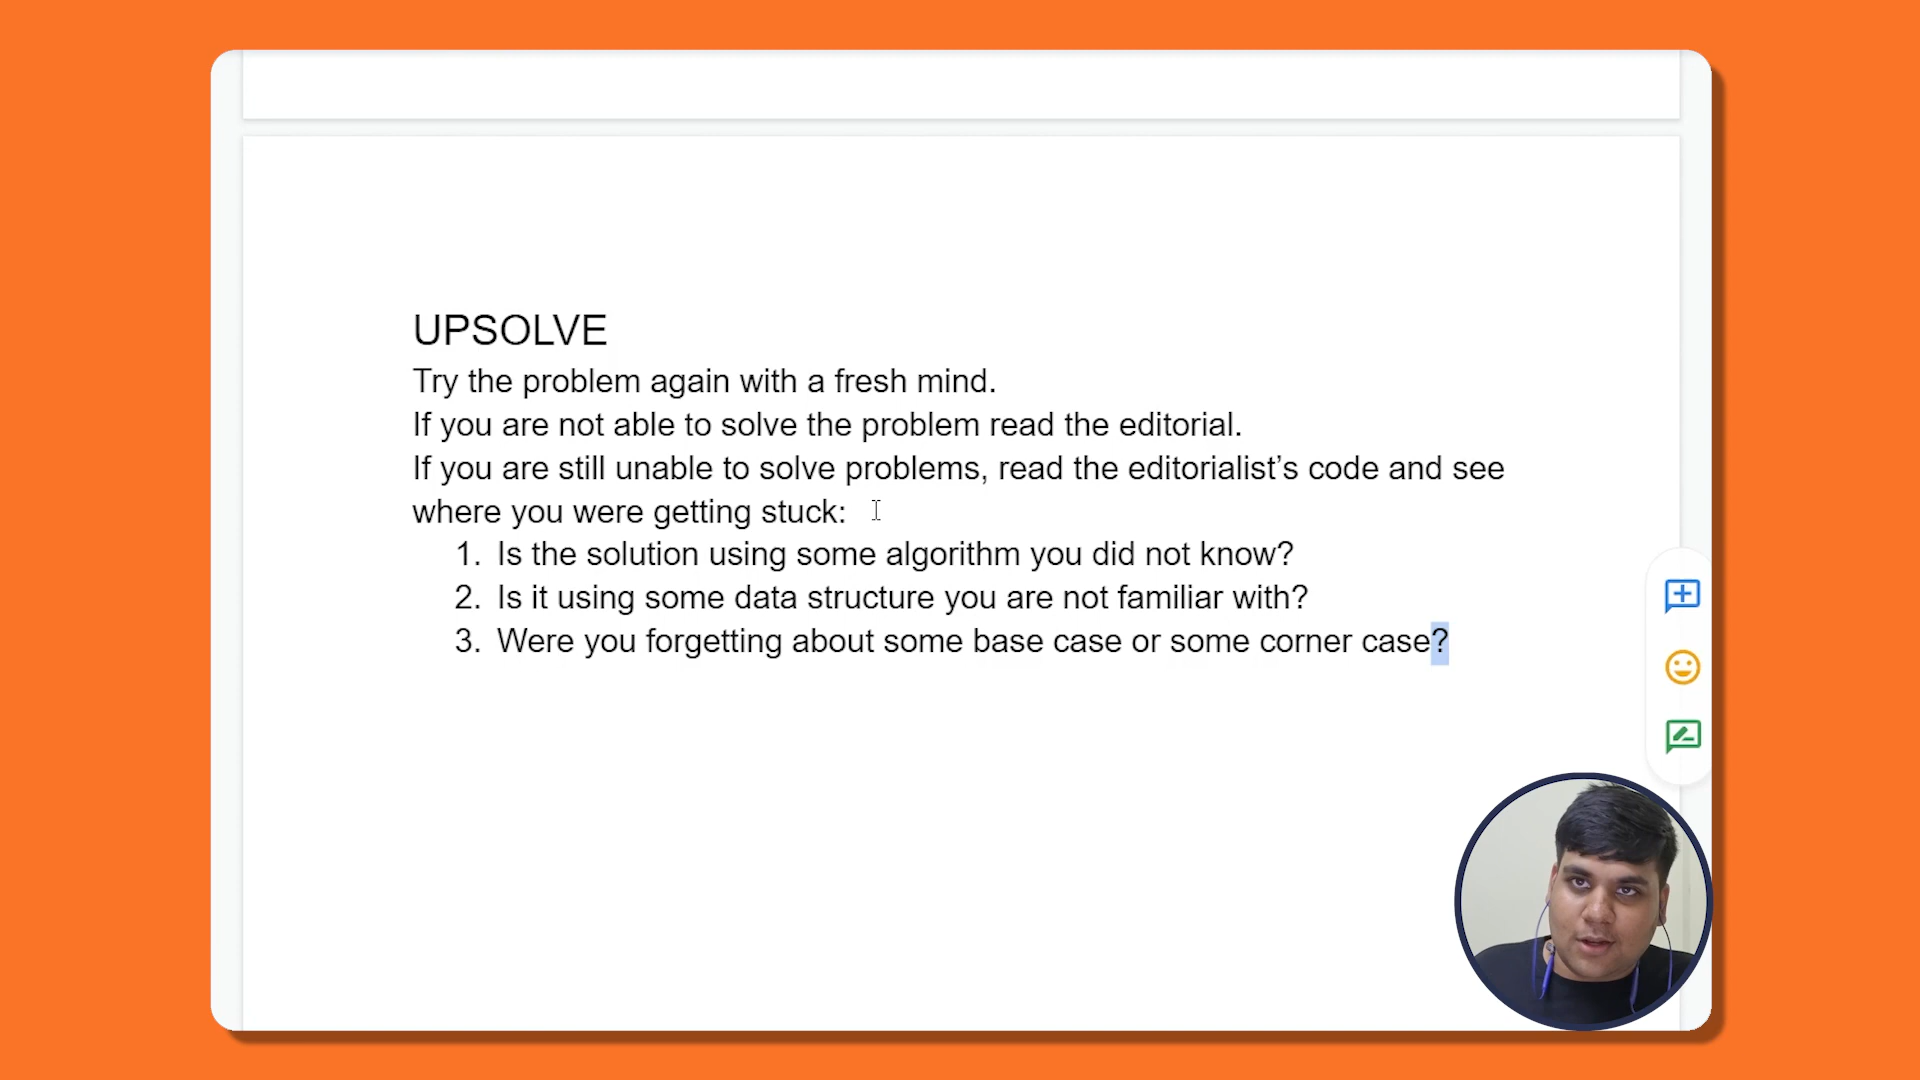 UPSOLVE
Try the problem again with a fresh mind.
If you are not able to solve the problem read the editorial.
If you are still unable to solve problems, read the editorialist’s code and see
where you were getting stuck:
1. Is the solution using some algorithm you did not know?
2. Is it using some data structure you are not familiar with?
3. Were you forgetting about some base case or some corner case?